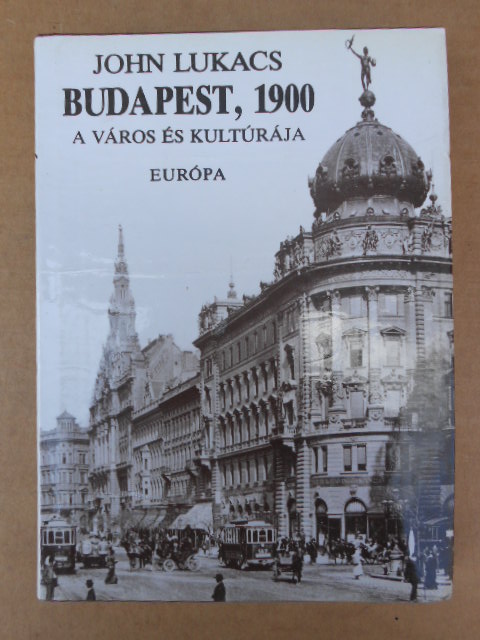 JOHN LUKACS
BUDAPEST, 1900
A VÁROS ÉS KULTÚRÁJA
EURÓPA